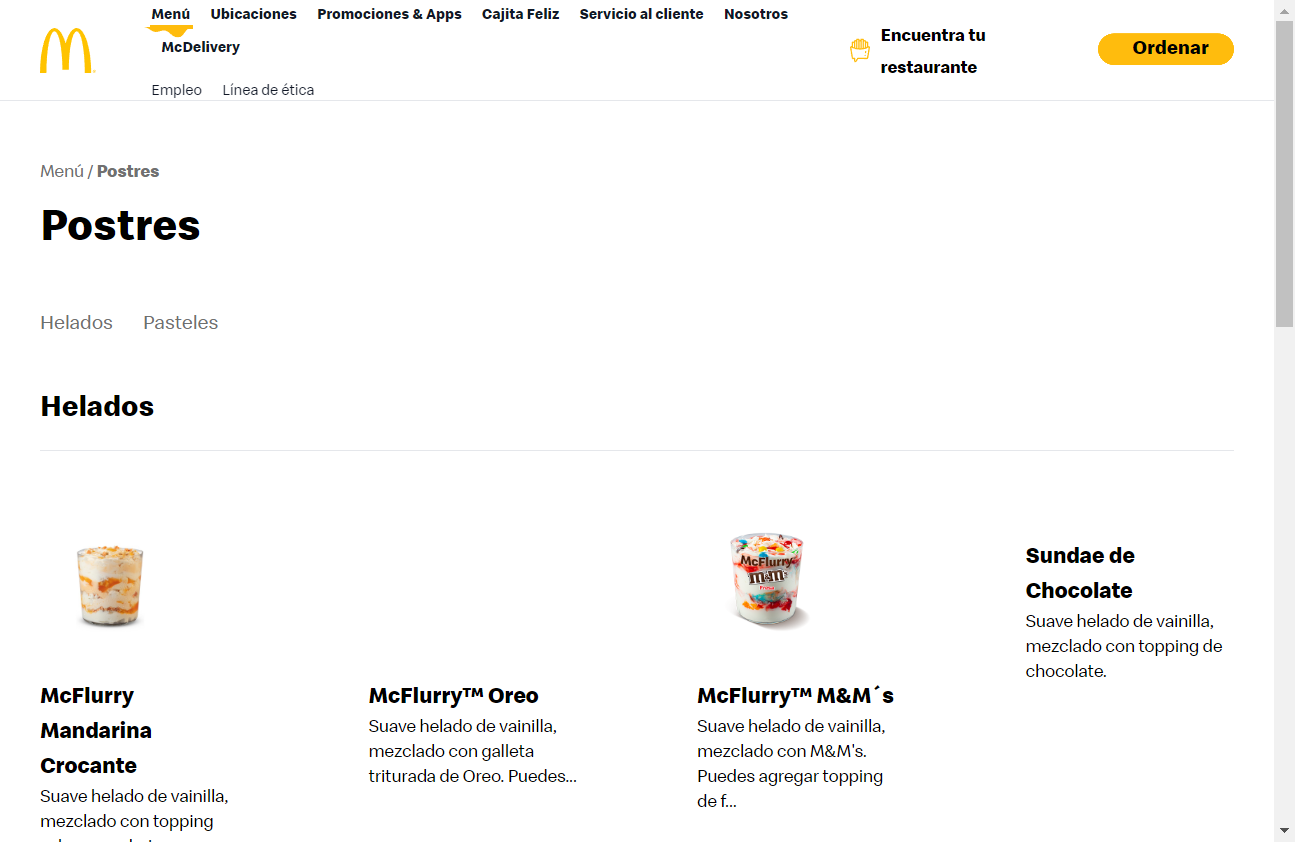 Menú Ubicaciones Promociones & Apps Cajita Feliz Servicio al cliente Nosotros
McDelivery
Empleo Línea de ética
Encuentra tu
restaurante
Ordenar
Menú / Postres
Postres
Helados Pasteles
Helados
McFlurry
Mandarina
Crocante
Suave helado de vainilla,
mezclado con topping
McFlurry™ Oreo
Suave helado de vainilla,
mezclado con galleta
triturada de Oreo. Puedes...
McFlurry
m&m's
McFlurry™ M&M´s
Suave helado de vainilla,
mezclado con M&M's.
Puedes agregar topping
de f...
Sundae de
Chocolate
Suave helado de vainilla,
mezclado con topping de
chocolate.